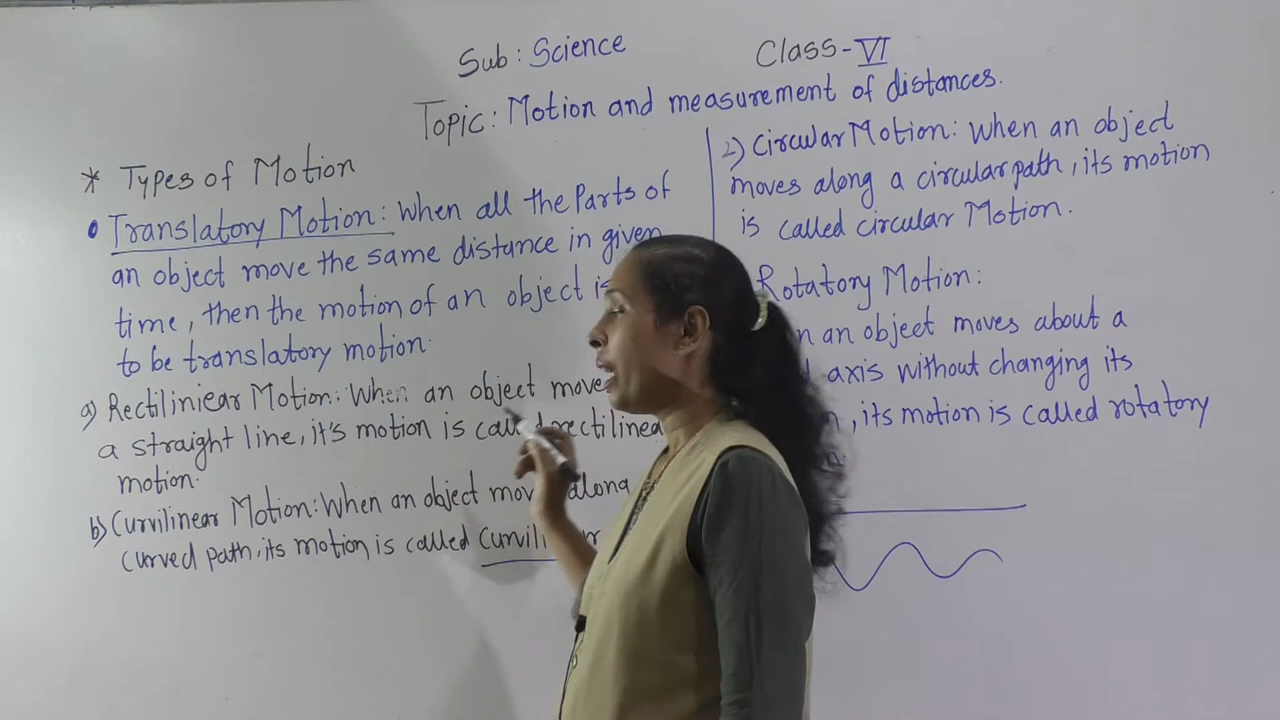 Sub: Science
Class-VI
Topic: Motion and measurement of distances.
* Types of Motion
• Translatory Motion: When all the Parts of
an object move the same distance in given
time, then the motion of an object is
to be translatory motion.
a) Rectiliniear Motion: When an object move
a straight line, it's motion is called rectilinea
motion.
b) Curvilinear Motion: When an object mov along
curved path, its motion is called
2) Circular Motion: When an object
moves along a circular path, its motion
is called circular Motion.
Rotatory Motion:
n an object moves about a
axis without changing its
, its motion is called rotatory